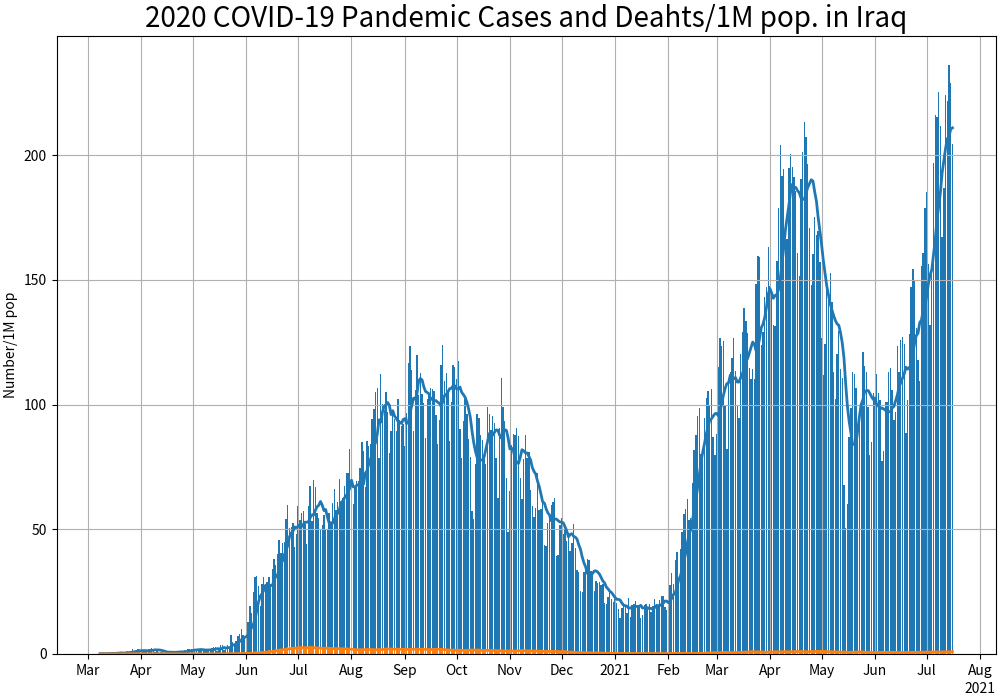 2020 COVID-19 Pandemic Cases and Deahts/1M pop. in Iraq
Number/1M pop
200
150
100
50
0
Mar Apr May Jun Jul Aug Sep Oct Nov Dec 2021 Feb Mar Apr May Jun Jul Aug
2021